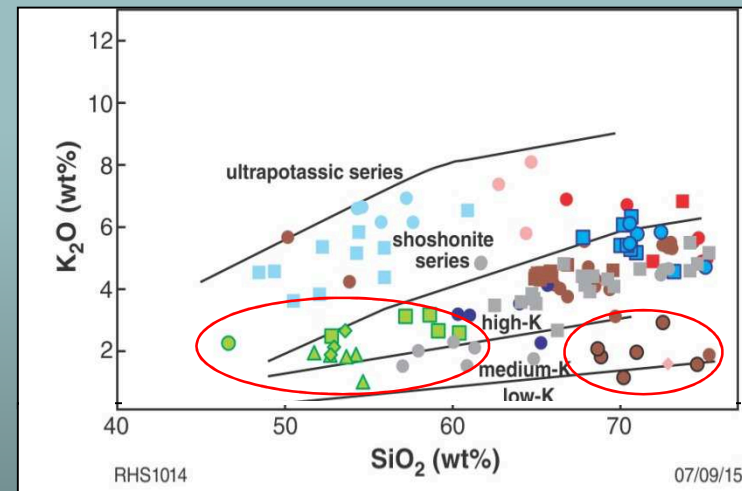 12
10
8
6
4
2
K₂O (wt%)
ultrapotassic series
shoshonite
series
high-K
medium-K
low-K
40
50
60
70
SiO₂ (wt%)
RHS1014
07/09/15